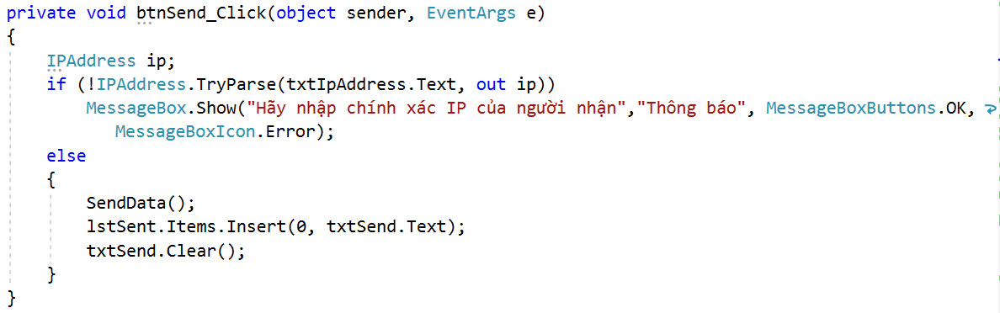 private void btnSend_Click(object sender, EventArgs e)
{
    IPAddress ip;
    if (!IPAddress.TryParse(txtIpAddress.Text, out ip))
        MessageBox.Show("Hãy nhập chính xác IP của người nhận","Thông báo", MessageBoxButtons.OK,
            MessageBoxIcon.Error);
    else
    {
        SendData();
        lstSent.Items.Insert(0, txtSend.Text);
        txtSend.Clear();
    }
}